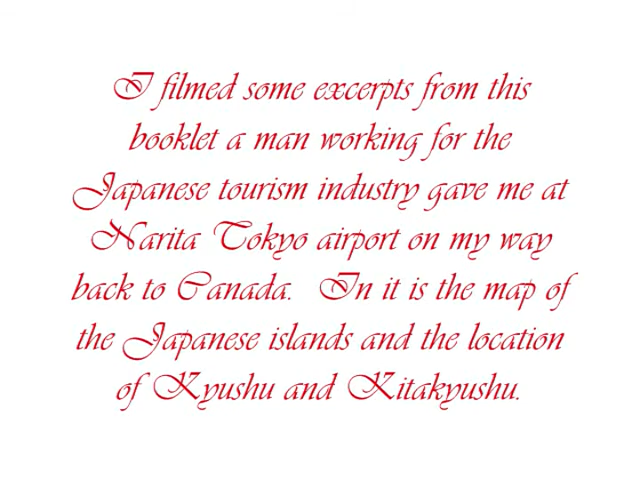 I filmed some excerpts from this
booklet a man working for the
Japanese tourism industry gave me at
Narita Tokyo airport on my way
back to Canada.  In it is the map of
the Japanese islands and the location
of Kyushu and Kitakyushu.